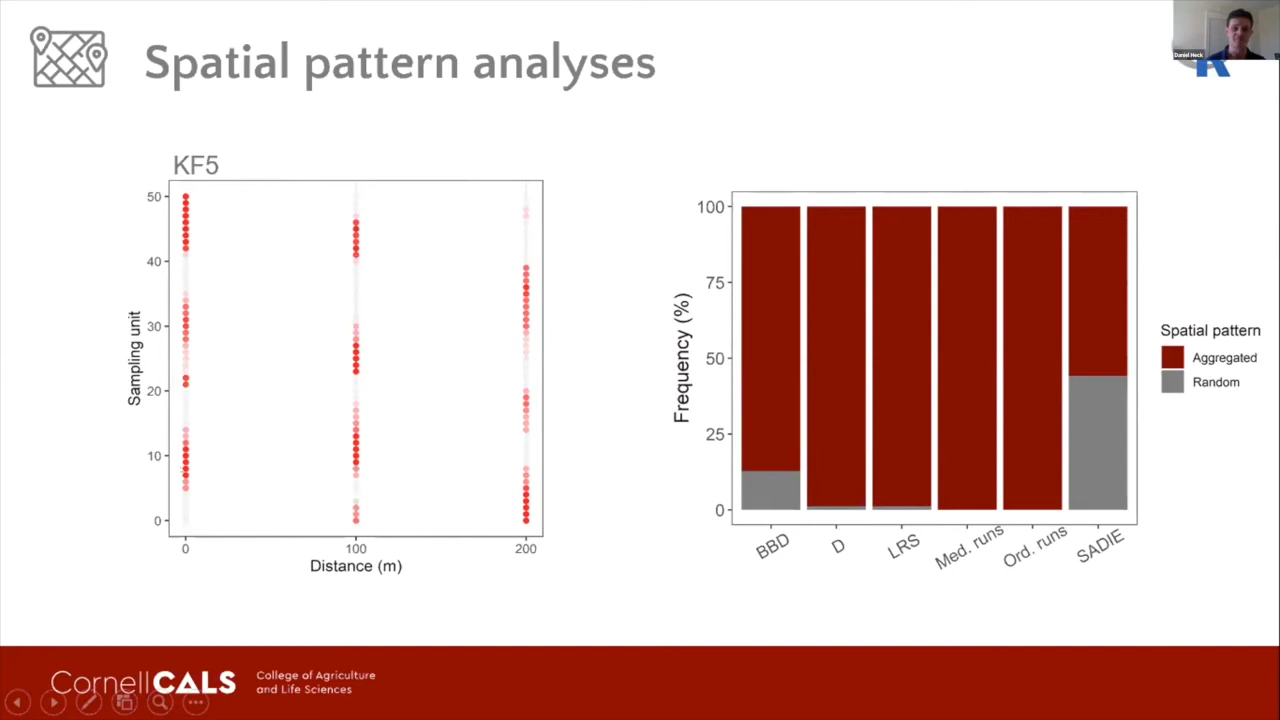 Spatial pattern analyses
Daniel Heck
R
KF5
50
40
30
20
10
0
Sampling unit
0 100 200
Distance (m)
100
75
50
25
0
Frequency (%)
BBD D LRS Med. runs Ord. runs SADIE
Spatial pattern
Aggregated
Random
CornellCALS
College of Agriculture
and Life Sciences